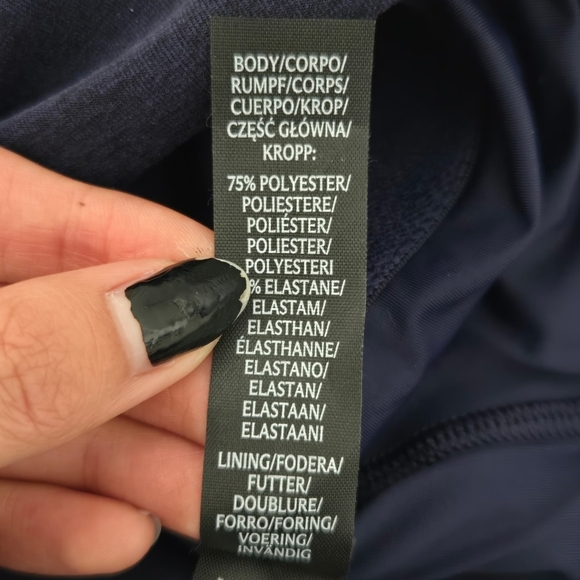 BODY/CORPO/
RUMPF/CORPS/
CUERPO/KROP/
CZĘŚĆ GŁÓWNA/
KROPP:
75% POLYESTER/
POLIESTERE/
POLIÉSTER/
POLIESTER/
POLYESTERI
% ELASTANE/
ELASTAM/
ELASTHAN/
ÉLASTHANNE/
ELASTANO/
ELASTAN/
ELASTAAN/
ELASTAANI
LINING/FODERA/
FUTTER/
DOUBLURE/
FORRO/FORING/
VOERING/
INVÄNDIG